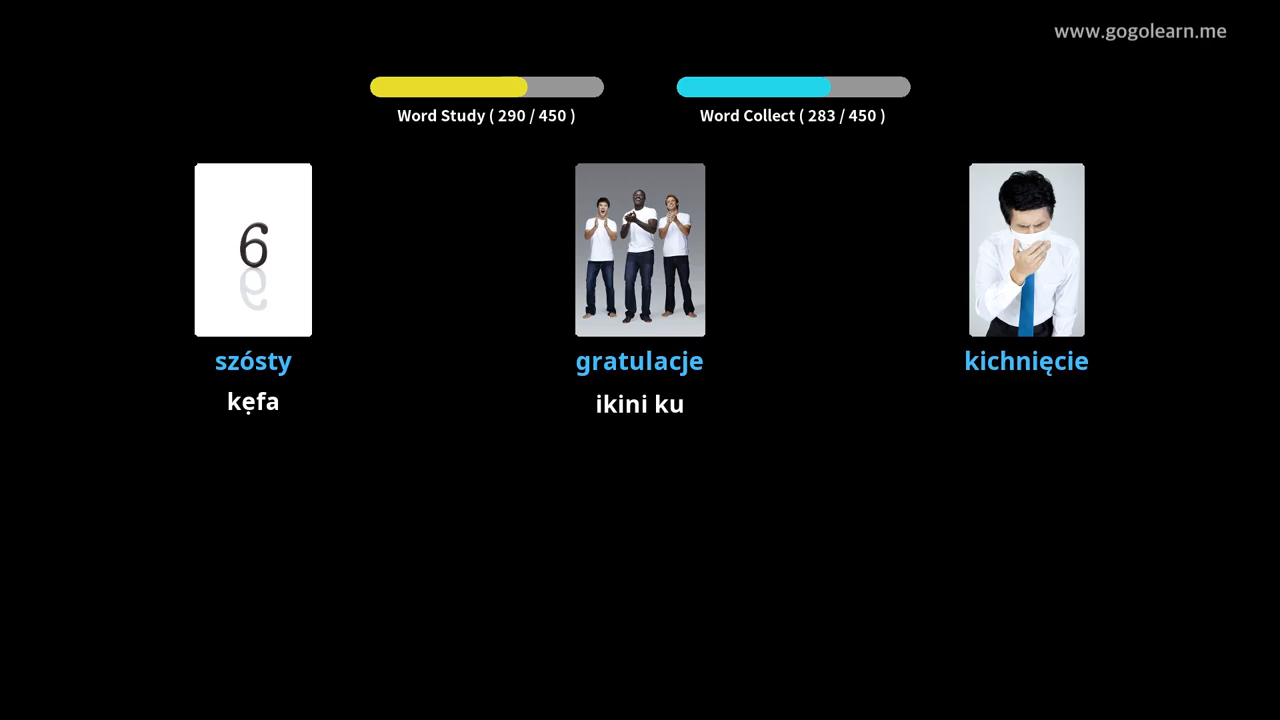 www.gogolearn.me
Word Study ( 290 / 450 )
Word Collect ( 283 / 450 )
6
szósty
gratulacje
kichnięcie
kẹfa
ikini ku